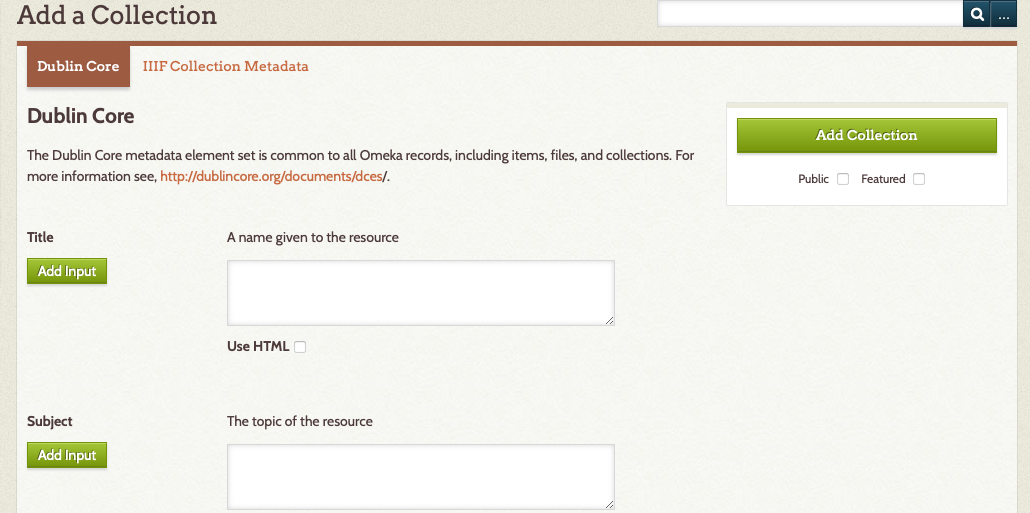 Add a Collection
...
Dublin Core
IIIF Collection Metadata
Dublin Core
The Dublin Core metadata element set is common to all Omeka records, including items, files, and collections. For
more information see, http://dublincore.org/documents/dces/.
Add Collection
Public Featured
Title
A name given to the resource
Add Input
Use HTML
Subject
The topic of the resource
Add Input